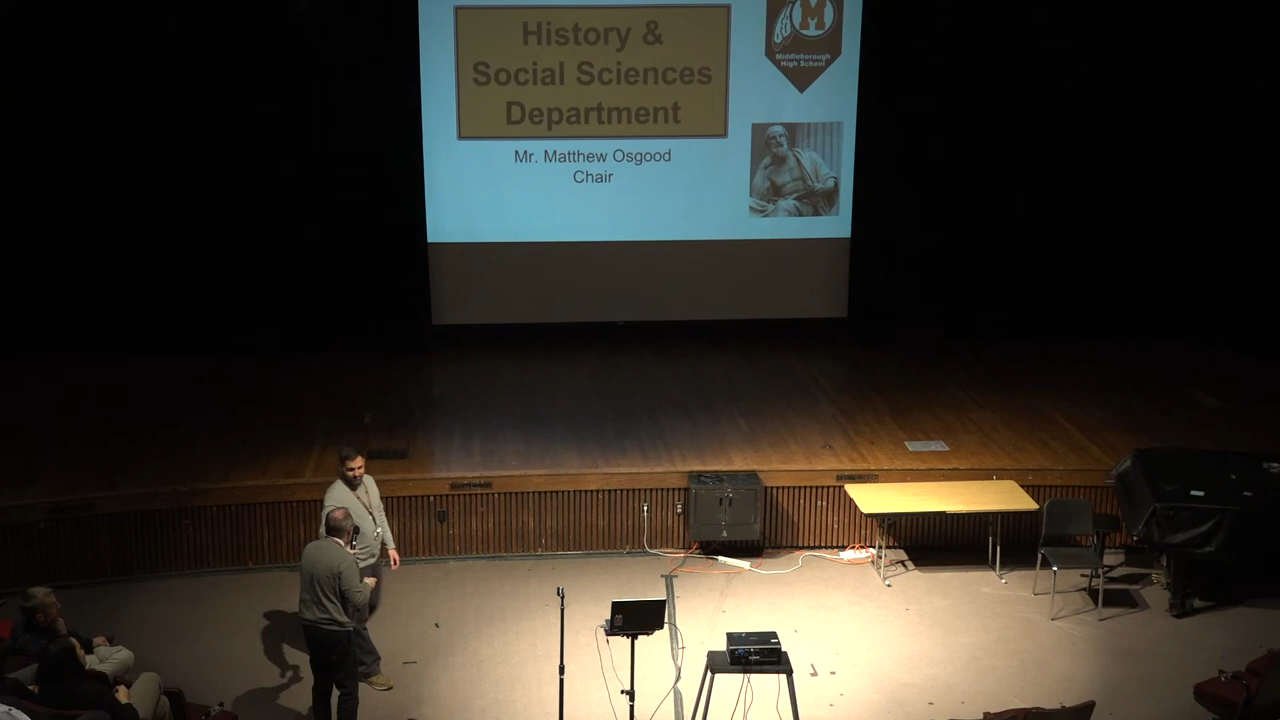 History &
Social Sciences
Department
Mr. Matthew Osgood
Chair
M
Middleborough
High School